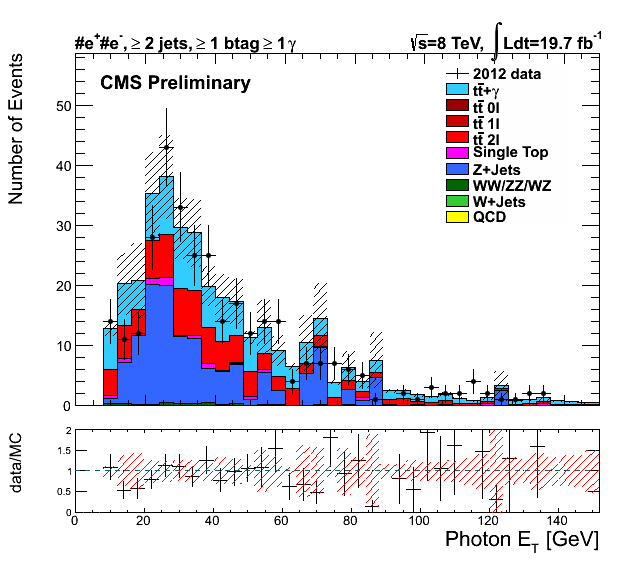 #e⁺#e⁻, ≥ 2 jets, ≥ 1 btag ≥ 1 γ
√s=8 TeV, ∫ Ldt=19.7 fb⁻¹
CMS Preliminary
2012 data
tt̄+γ
tt̄ 0l
tt̄ 1l
tt̄ 2l
Single Top
Z+Jets
WW/ZZ/WZ
W+Jets
QCD
Number of Events
50
40
30
20
10
0
data/MC
2
1.5
1
0.5
0
0 20 40 60 80 100 120 140
Photon E_T [GeV]